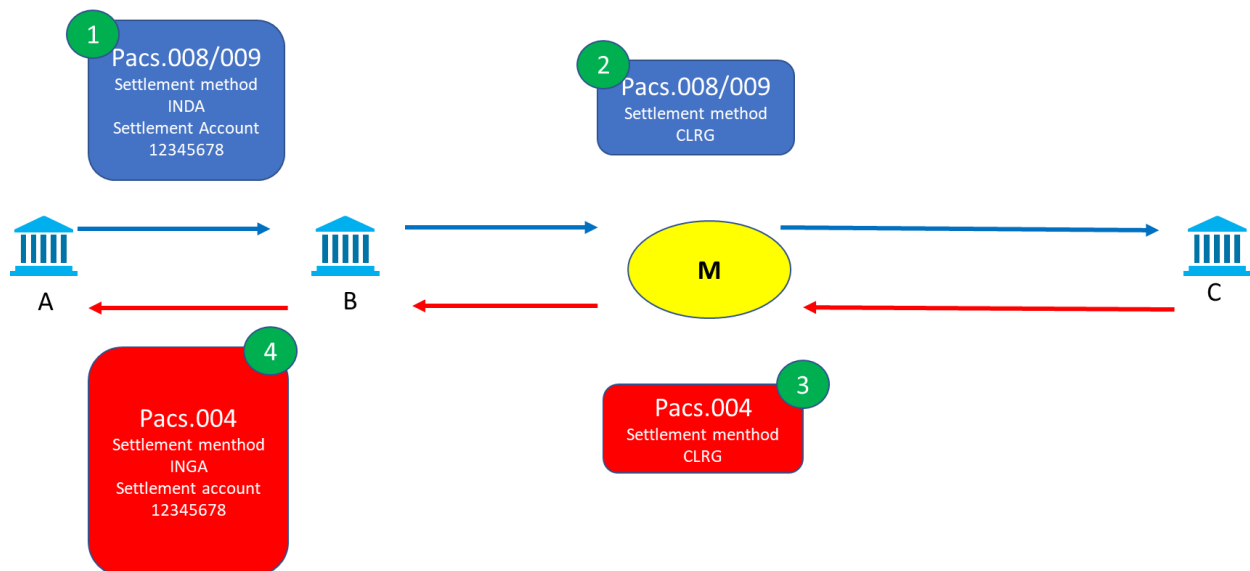 1
Pacs.008/009
Settlement method
INDA
Settlement Account
12345678
2
Pacs.008/009
Settlement method
CLRG
A
B
M
C
4
Pacs.004
Settlement menthod
INGA
Settlement account
12345678
3
Pacs.004
Settlement menthod
CLRG